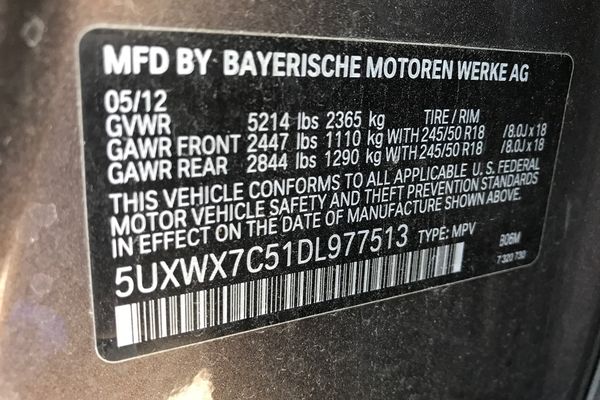 MFD BY BAYERISCHE MOTOREN WERKE AG
05/12
GVWR 5214 lbs 2365 kg TIRE / RIM
GAWR FRONT 2447 lbs 1110 kg WITH 245/50 R18 /8.0J x 18
GAWR REAR 2844 lbs 1290 kg WITH 245/50 R18 /8.0J x 18
THIS VEHICLE CONFORMS TO ALL APPLICABLE U.S. FEDERAL
MOTOR VEHICLE SAFETY AND THEFT PREVENTION STANDARDS
IN EFFECT ON THE DATE OF MANUFACTURE SHOWN ABOVE.
5UXWX7C51DL977513 TYPE: MPV B06M
7 320 730